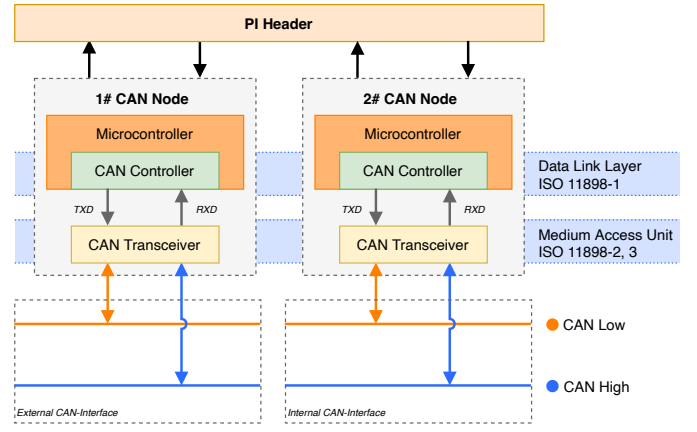 PI Header
1# CAN Node
2# CAN Node
Microcontroller
Microcontroller
CAN Controller
CAN Controller
Data Link Layer
ISO 11898-1
TXD
RXD
TXD
RXD
CAN Transceiver
CAN Transceiver
Medium Access Unit
ISO 11898-2, 3
CAN Low
CAN High
External CAN-Interface
Internal CAN-Interface